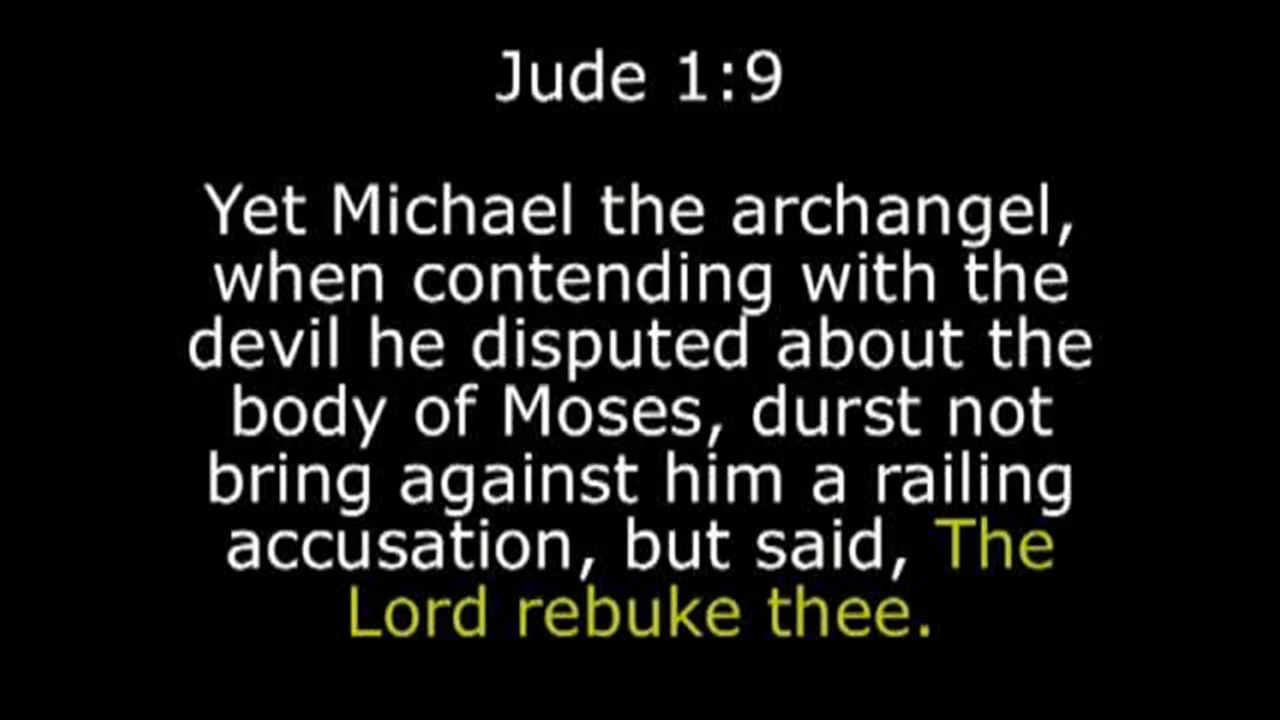 Jude 1:9
Yet Michael the archangel,
when contending with the
devil he disputed about the
body of Moses, durst not
bring against him a railing
accusation, but said, The
Lord rebuke thee.